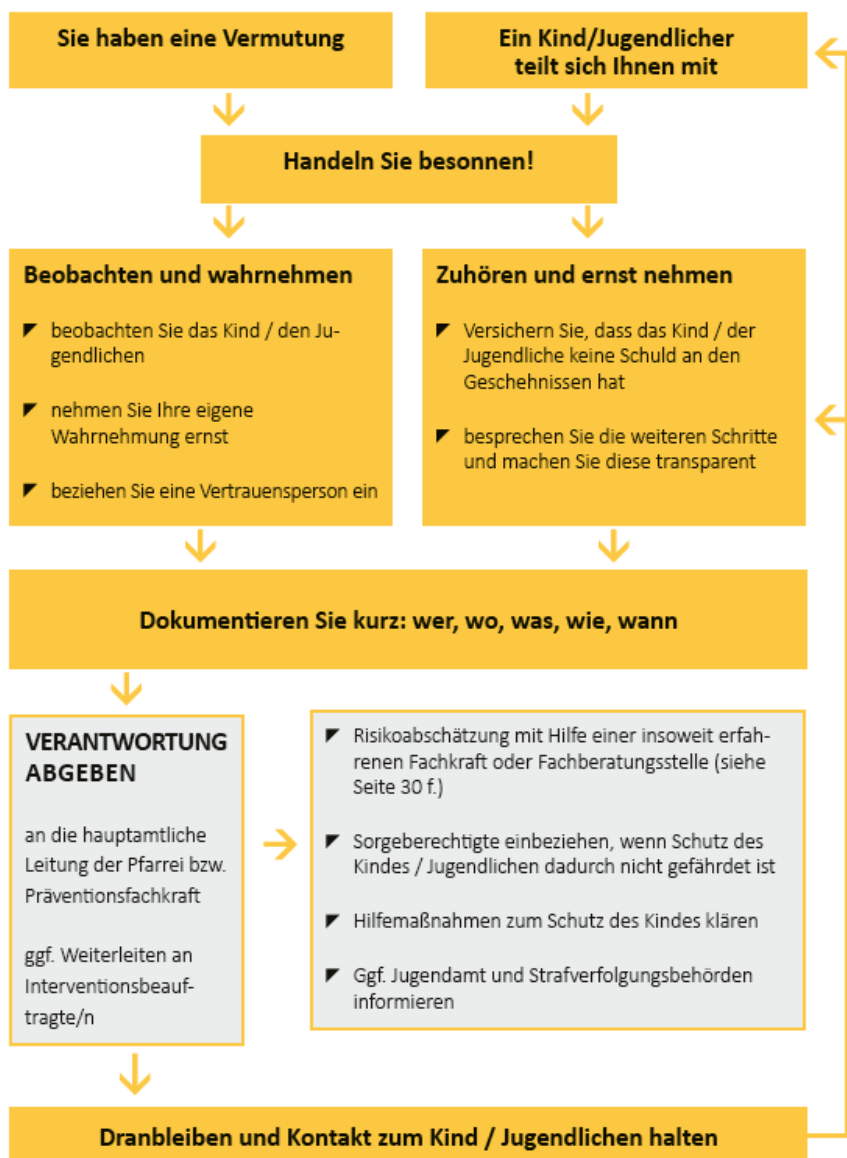 Sie haben eine Vermutung
Ein Kind/Jugendlicher
teilt sich Ihnen mit
Handeln Sie besonnen!
Beobachten und wahrnehmen
◤ beobachten Sie das Kind / den Ju-
gendlichen
◤ nehmen Sie Ihre eigene
Wahrnehmung ernst
◤ beziehen Sie eine Vertrauensperson ein
Zuhören und ernst nehmen
◤ Versichern Sie, dass das Kind / der
Jugendliche keine Schuld an den
Geschehnissen hat
◤ besprechen Sie die weiteren Schritte
und machen Sie diese transparent
Dokumentieren Sie kurz: wer, wo, was, wie, wann
VERANTWORTUNG
ABGEBEN
an die hauptamtliche
Leitung der Pfarrei bzw.
Präventionsfachkraft
ggf. Weiterleiten an
Interventionsbeauf-
tragte/n
◤ Risikoabschätzung mit Hilfe einer insoweit erfah-
renen Fachkraft oder Fachberatungsstelle (siehe
Seite 30 f.)
◤ Sorgeberechtigte einbeziehen, wenn Schutz des
Kindes / Jugendlichen dadurch nicht gefährdet ist
◤ Hilfemaßnahmen zum Schutz des Kindes klären
◤ Ggf. Jugendamt und Strafverfolgungsbehörden
informieren
Dranbleiben und Kontakt zum Kind / Jugendlichen halten